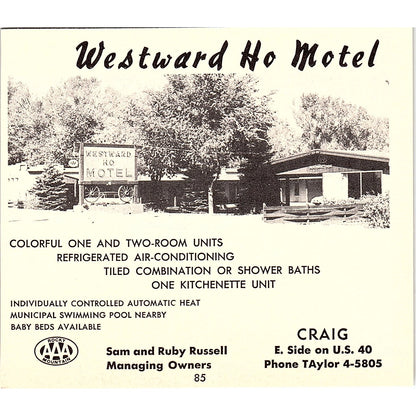 Westward Ho Motel
WESTWARD
HO
MOTEL
COLORFUL ONE AND TWO-ROOM UNITS
REFRIGERATED AIR-CONDITIONING
TILED COMBINATION OR SHOWER BATHS
ONE KITCHENETTE UNIT
INDIVIDUALLY CONTROLLED AUTOMATIC HEAT
MUNICIPAL SWIMMING POOL NEARBY
BABY BEDS AVAILABLE
ROCKY
AAA
MOUNTAIN
Sam and Ruby Russell
Managing Owners
CRAIG
E. Side on U.S. 40
Phone TAylor 4-5805
85